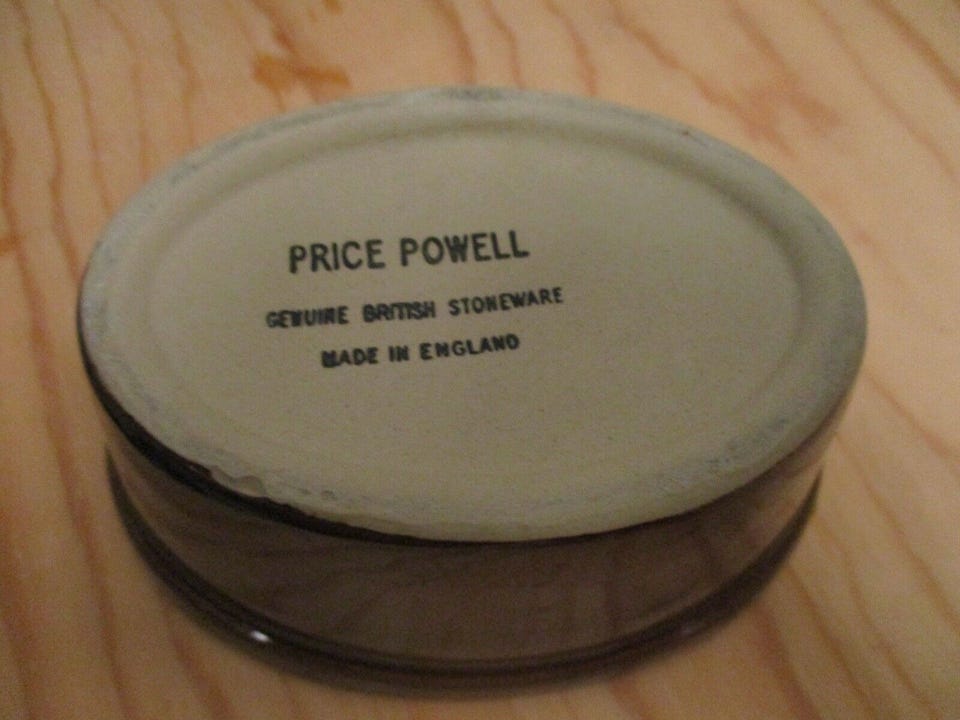 PRICE POWELL
GENUINE BRITISH STONEWARE
MADE IN ENGLAND